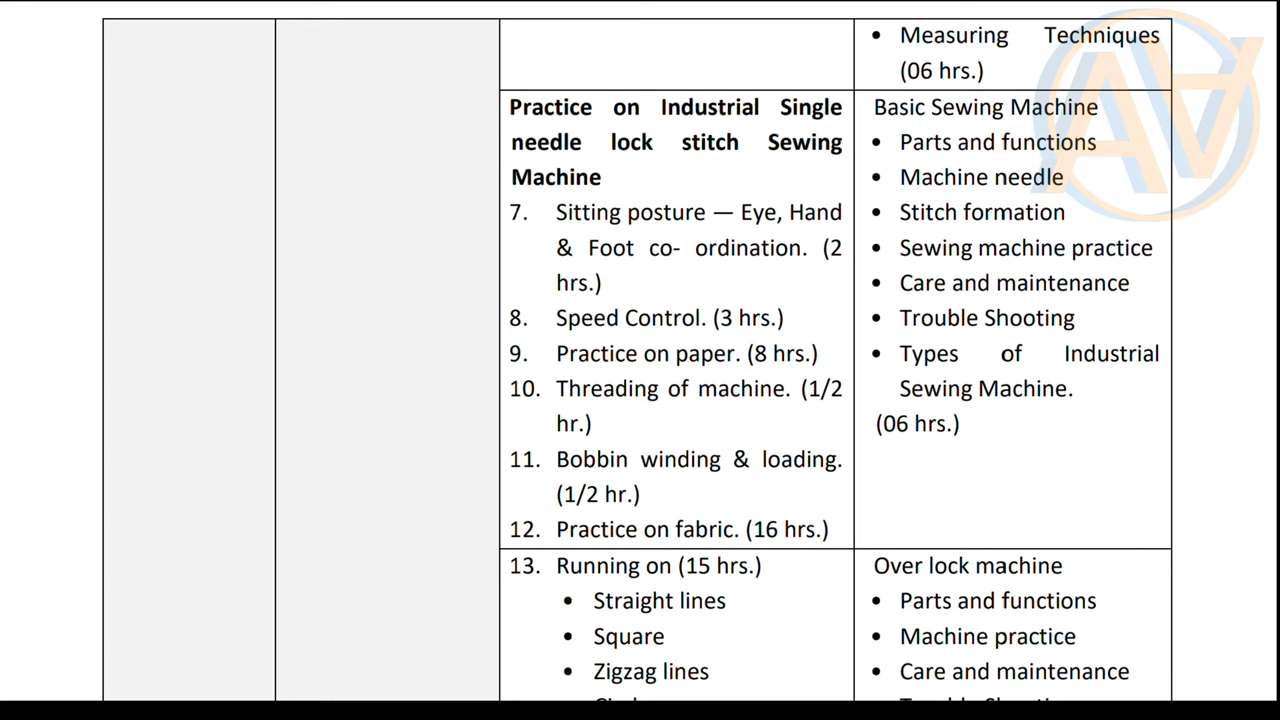 • Measuring Techniques
(06 hrs.)
Practice on Industrial Single
needle lock stitch Sewing
Machine
7. Sitting posture — Eye, Hand
& Foot co- ordination. (2
hrs.)
8. Speed Control. (3 hrs.)
9. Practice on paper. (8 hrs.)
10. Threading of machine. (1/2
hr.)
11. Bobbin winding & loading.
(1/2 hr.)
12. Practice on fabric. (16 hrs.)
Basic Sewing Machine
• Parts and functions
• Machine needle
• Stitch formation
• Sewing machine practice
• Care and maintenance
• Trouble Shooting
• Types of Industrial
Sewing Machine.
(06 hrs.)
13. Running on (15 hrs.)
• Straight lines
• Square
• Zigzag lines
Over lock machine
• Parts and functions
• Machine practice
• Care and maintenance